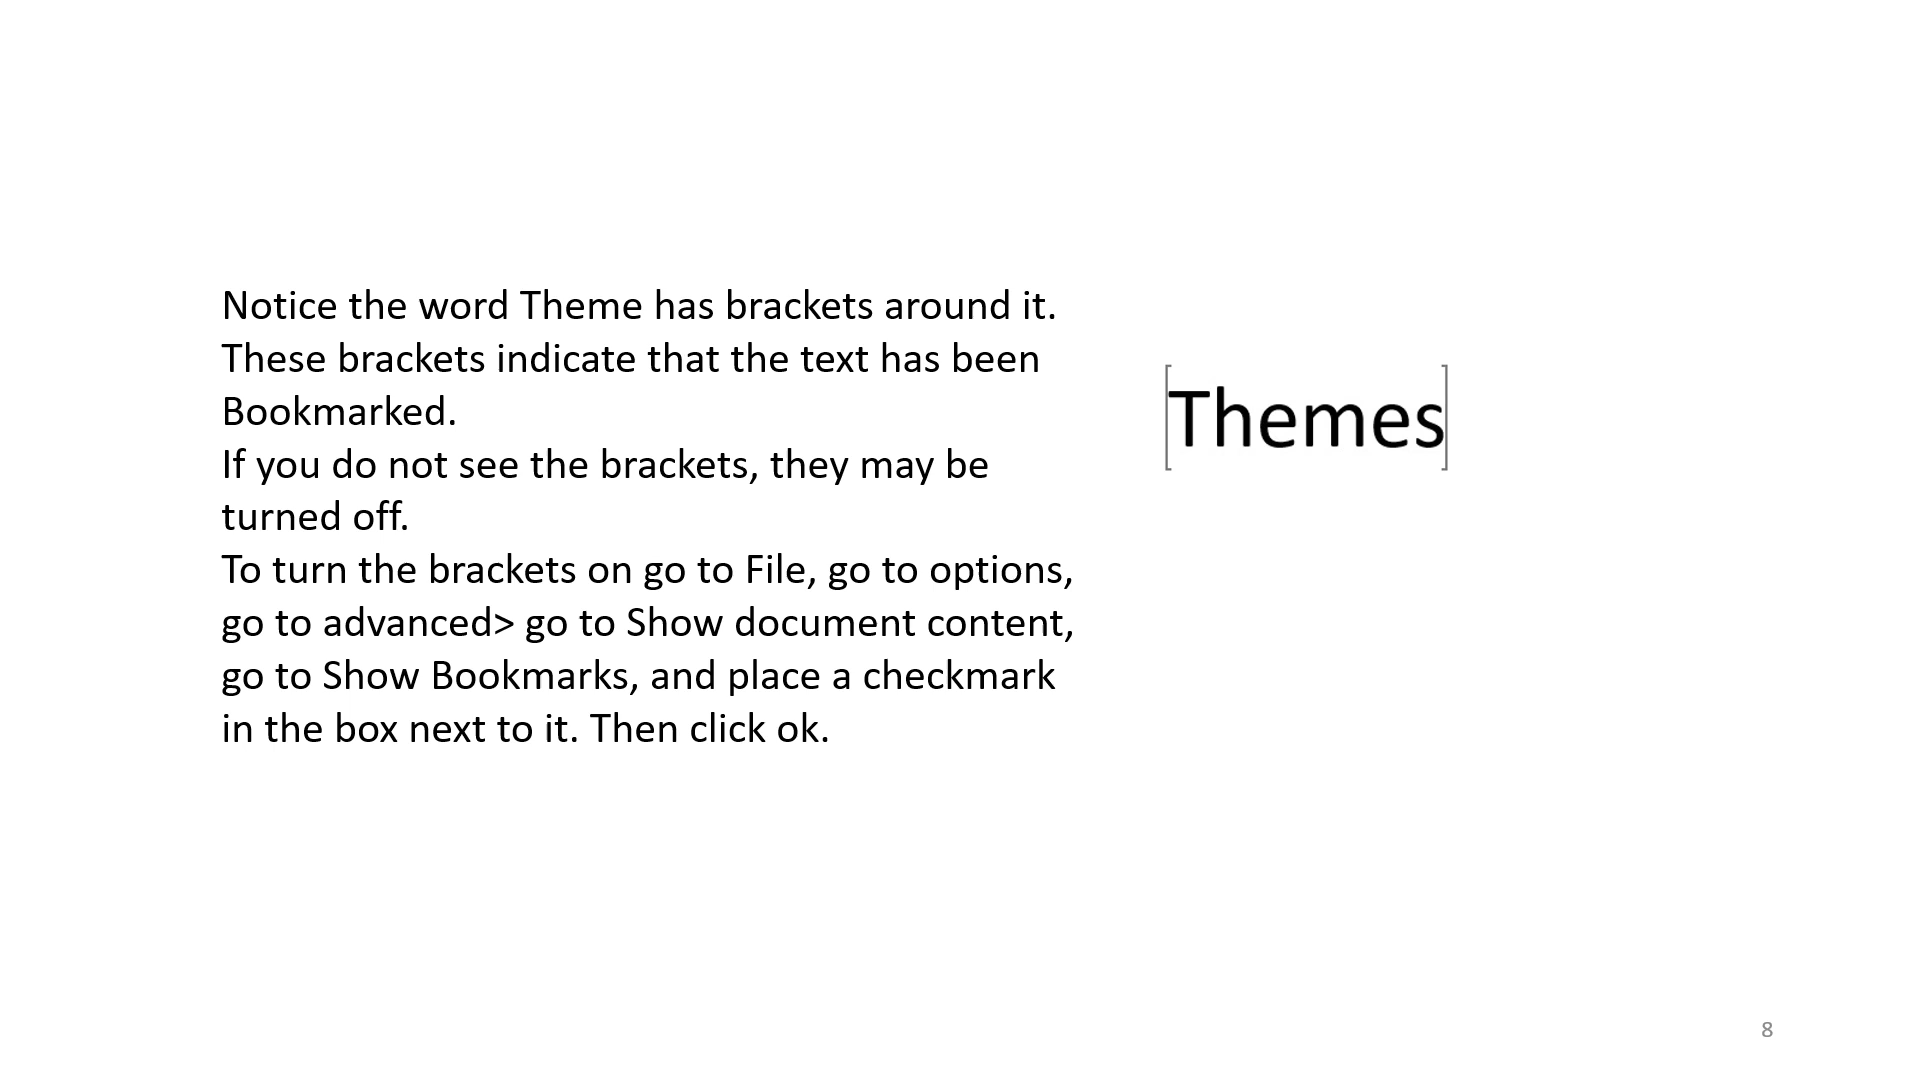 Notice the word Theme has brackets around it.
These brackets indicate that the text has been
Bookmarked.
If you do not see the brackets, they may be
turned off.
To turn the brackets on go to File, go to options,
go to advanced> go to Show document content,
go to Show Bookmarks, and place a checkmark
in the box next to it. Then click ok.
[Themes]
8